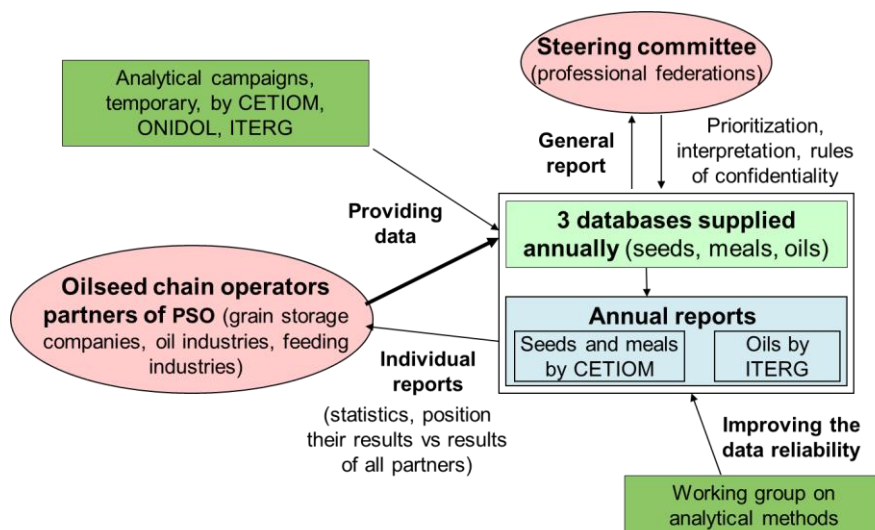 Steering committee
(professional federations)
Analytical campaigns,
temporary, by CETIOM,
ONIDOL, ITERG
General
report
Prioritization,
interpretation, rules
of confidentiality
Providing
data
3 databases supplied
annually (seeds, meals, oils)
Oilseed chain operators
partners of PSO (grain storage
companies, oil industries, feeding
industries)
Annual reports
Seeds and meals
by CETIOM
Oils by
ITERG
Individual
reports
(statistics, position
their results vs results
of all partners)
Improving the
data reliability
Working group on
analytical methods